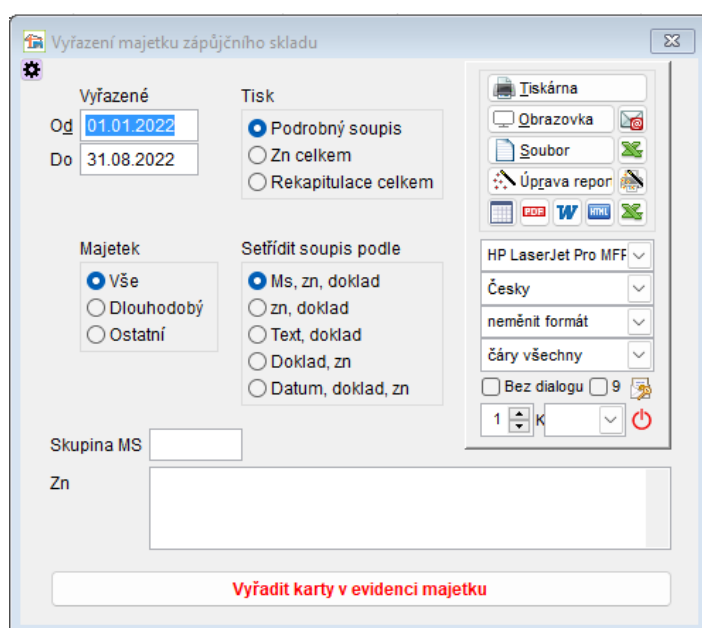 Vyřazení majetku zápůjčního skladu
Vyřazené
Od 01.01.2022
Do 31.08.2022
Tisk
Podrobný soupis
Zn celkem
Rekapitulace celkem
Majetek
Vše
Dlouhodobý
Ostatní
Setřídit soupis podle
Ms, zn, doklad
zn, doklad
Text, doklad
Doklad, zn
Datum, doklad, zn
Tiskárna
Obrazovka
Soubor
Úprava repor
PDF W HTML
HP LaserJet Pro MFF
Česky
neměnit formát
čáry všechny
Bez dialogu 9
1 K
Skupina MS
Zn
Vyřadit karty v evidenci majetku